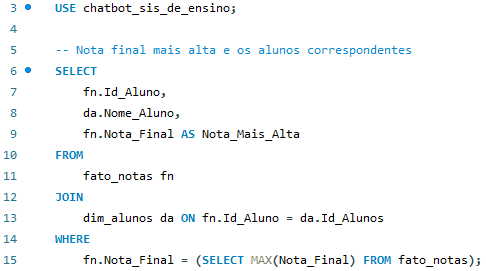 3 USE chatbot_sis_de_ensino;
4
5 -- Nota final mais alta e os alunos correspondentes
6 SELECT
7 fn.Id_Aluno,
8 da.Nome_Aluno,
9 fn.Nota_Final AS Nota_Mais_Alta
10 FROM
11 fato_notas fn
12 JOIN
13 dim_alunos da ON fn.Id_Aluno = da.Id_Alunos
14 WHERE
15 fn.Nota_Final = (SELECT MAX(Nota_Final) FROM fato_notas);